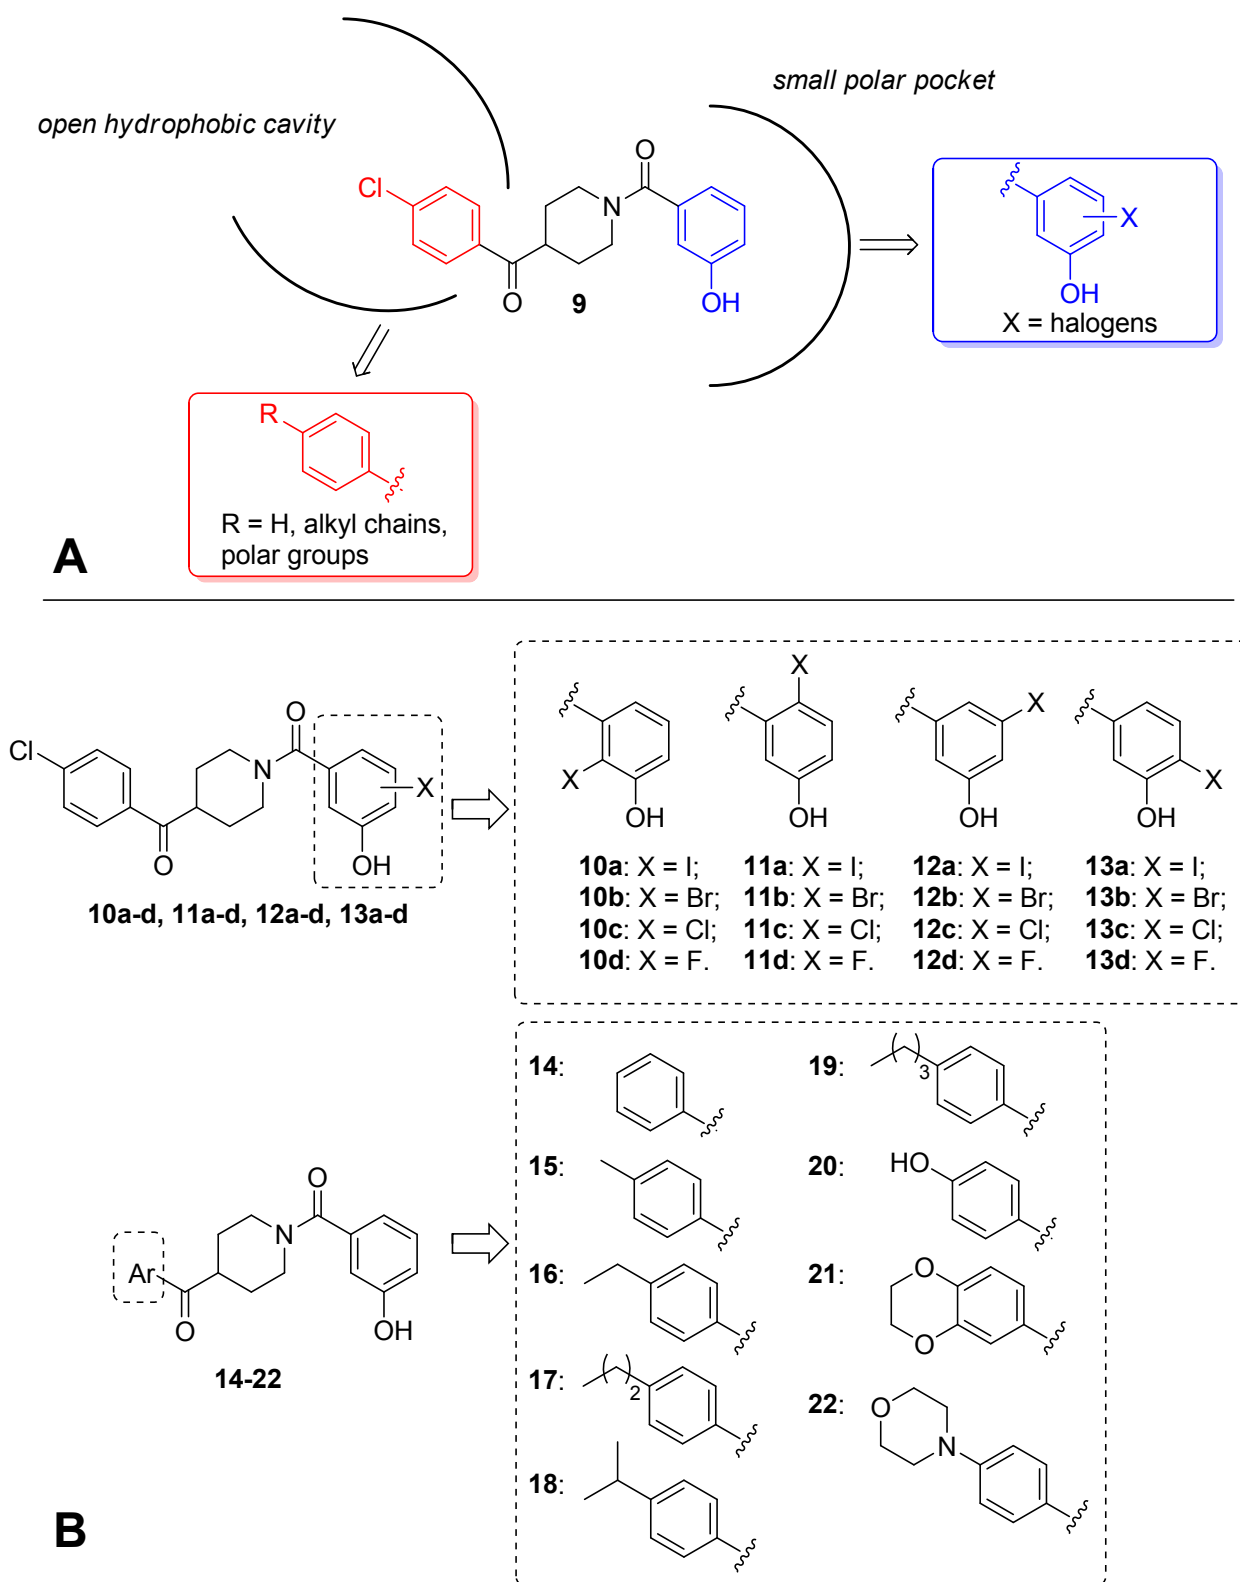 open hydrophobic cavity
small polar pocket
Cl
O
N
O
OH
9
X
OH
X = halogens
R
R = H, alkyl chains,
polar groups
A
Cl
O
N
O
X
OH
10a-d, 11a-d, 12a-d, 13a-d
X
OH
X
OH
X
OH
X
OH
10a: X = I;
10b: X = Br;
10c: X = Cl;
10d: X = F.
11a: X = I;
11b: X = Br;
11c: X = Cl;
11d: X = F.
12a: X = I;
12b: X = Br;
12c: X = Cl;
12d: X = F.
13a: X = I;
13b: X = Br;
13c: X = Cl;
13d: X = F.
Ar
O
N
O
OH
14-22
14:
15:
16:
17:
( )2
18:
19:
( )3
20:
HO
21:
O
O
22:
O
N
B